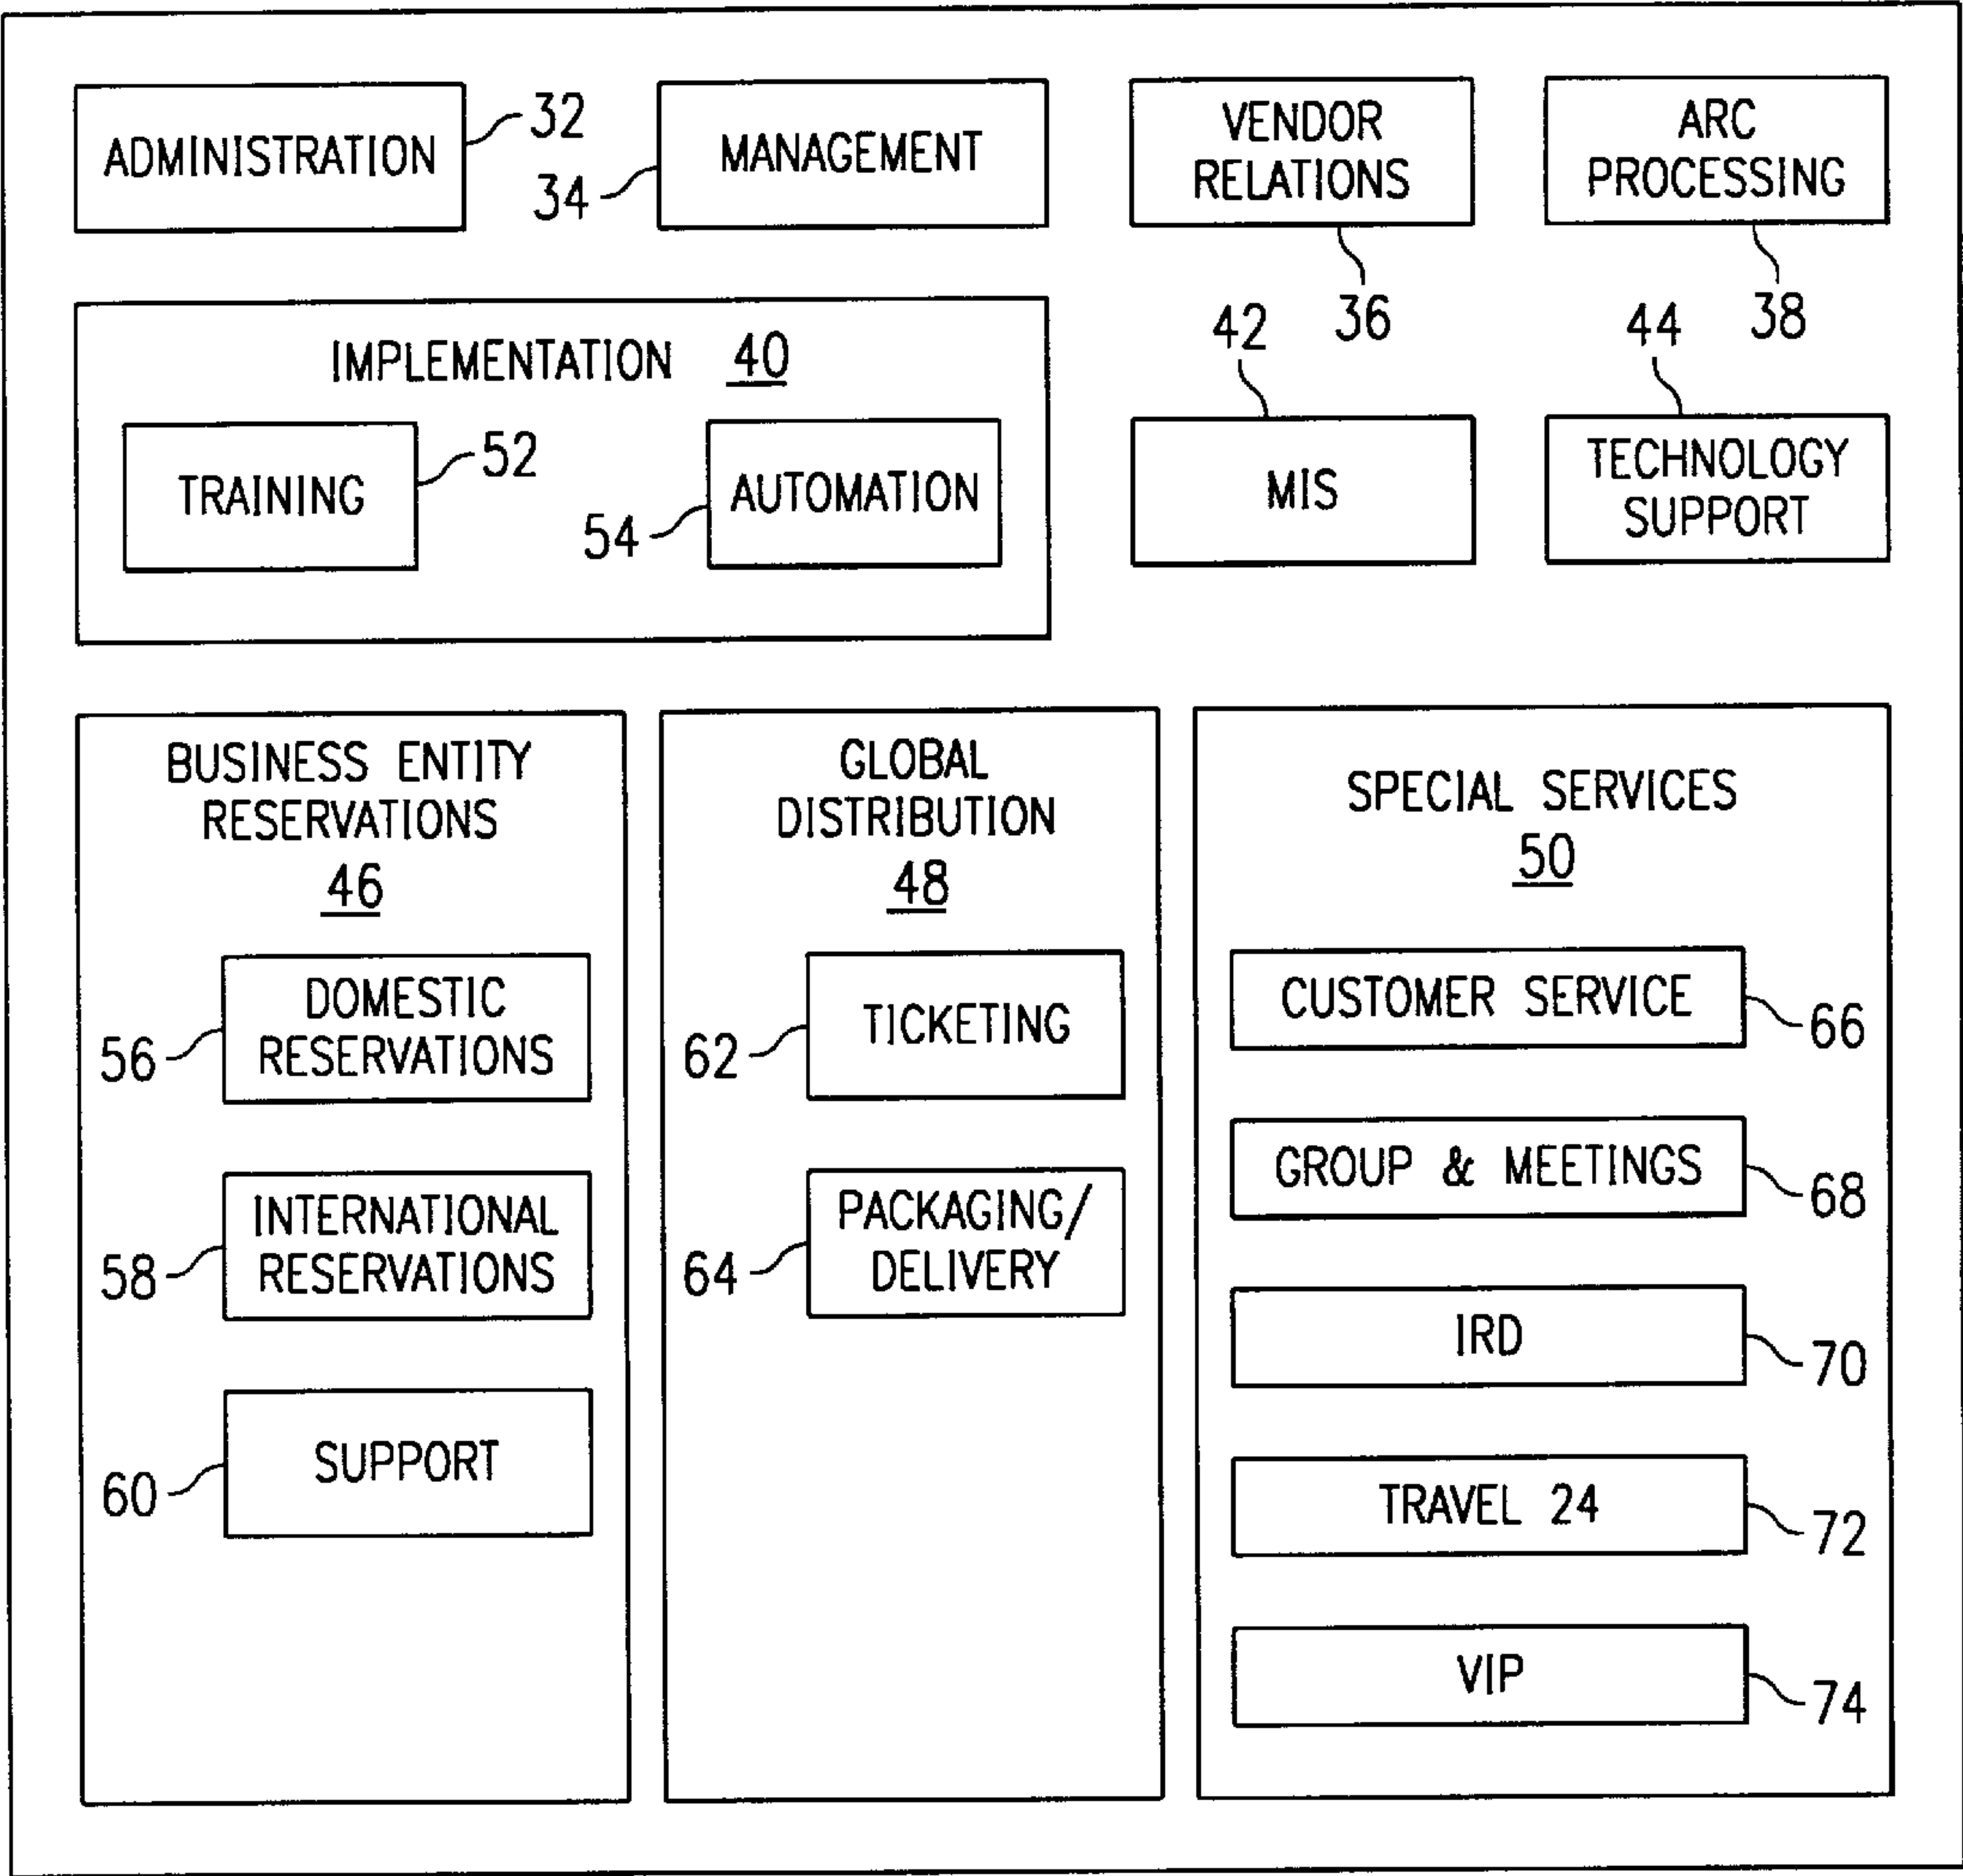 ADMINISTRATION
32
34
MANAGEMENT
VENDOR
RELATIONS
36
ARC
PROCESSING
38
IMPLEMENTATION 40
TRAINING
52
54
AUTOMATION
42
MIS
44
TECHNOLOGY
SUPPORT
BUSINESS ENTITY
RESERVATIONS
46
56
DOMESTIC
RESERVATIONS
58
INTERNATIONAL
RESERVATIONS
60
SUPPORT
GLOBAL
DISTRIBUTION
48
62
TICKETING
64
PACKAGING/
DELIVERY
SPECIAL SERVICES
50
CUSTOMER SERVICE
66
GROUP & MEETINGS
68
IRD
70
TRAVEL 24
72
VIP
74